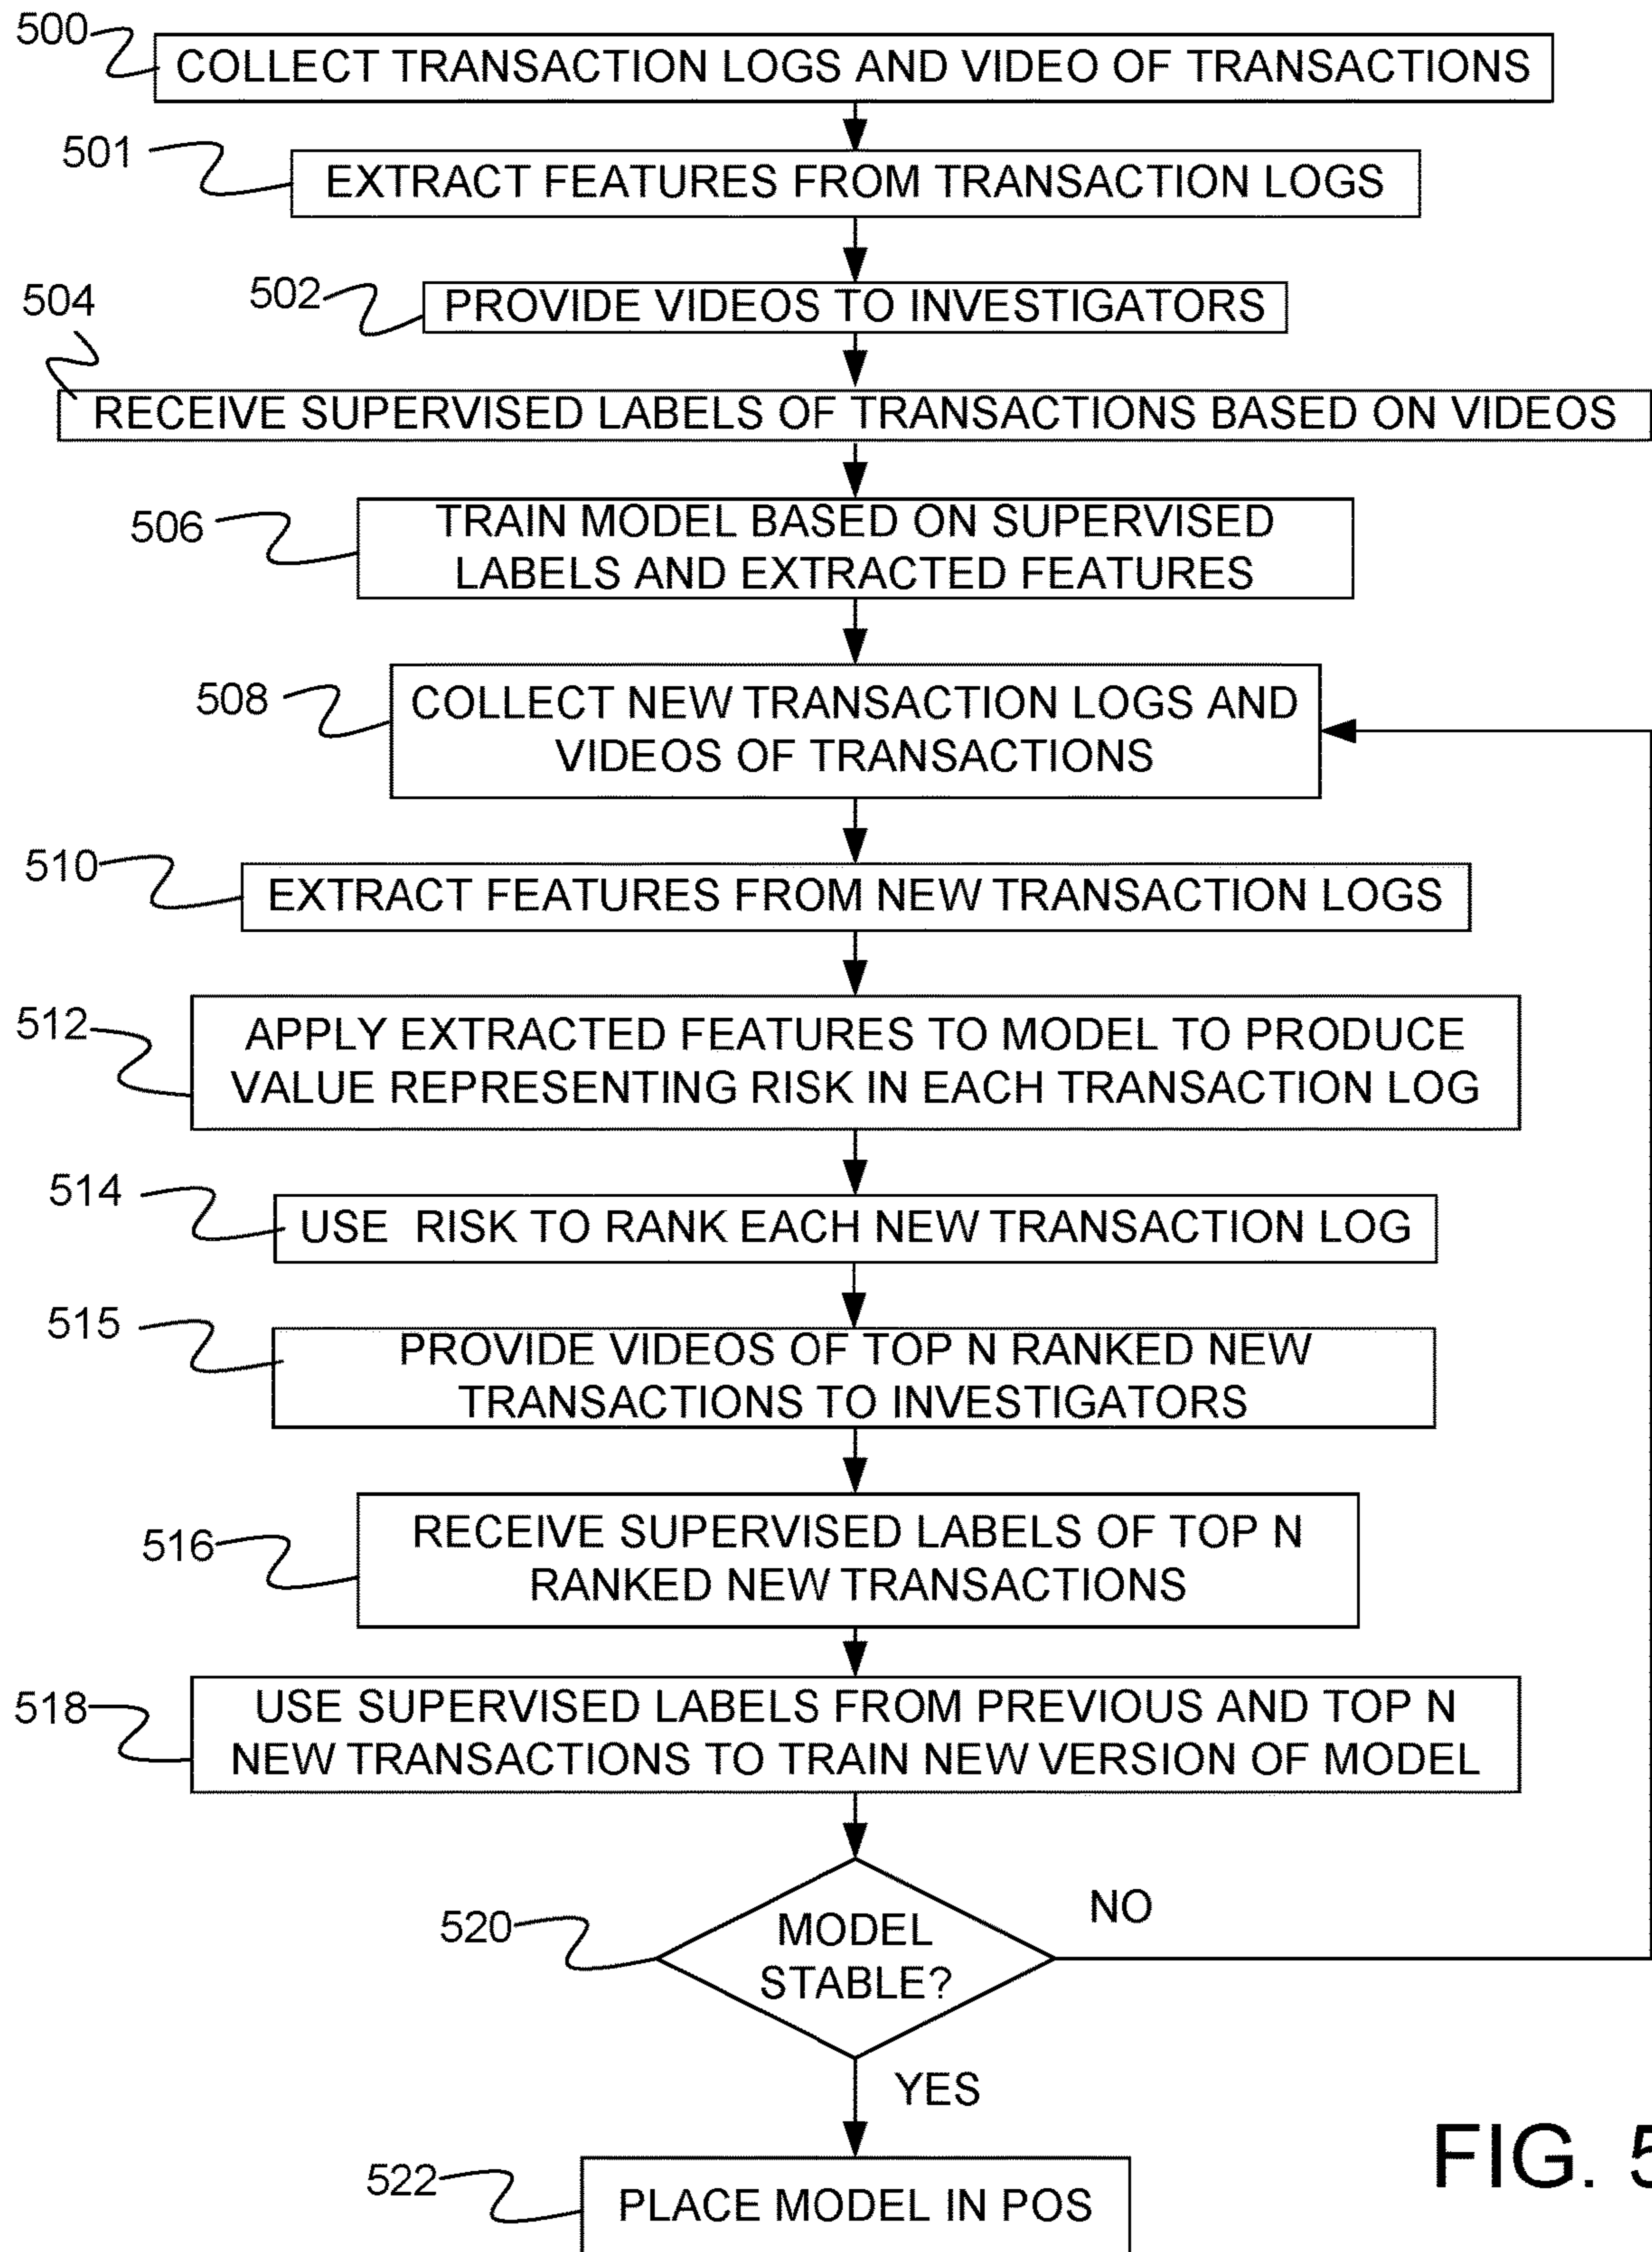 500
COLLECT TRANSACTION LOGS AND VIDEO OF TRANSACTIONS
501
EXTRACT FEATURES FROM TRANSACTION LOGS
502
PROVIDE VIDEOS TO INVESTIGATORS
504
RECEIVE SUPERVISED LABELS OF TRANSACTIONS BASED ON VIDEOS
506
TRAIN MODEL BASED ON SUPERVISED
LABELS AND EXTRACTED FEATURES
508
COLLECT NEW TRANSACTION LOGS AND
VIDEOS OF TRANSACTIONS
510
EXTRACT FEATURES FROM NEW TRANSACTION LOGS
512
APPLY EXTRACTED FEATURES TO MODEL TO PRODUCE
VALUE REPRESENTING RISK IN EACH TRANSACTION LOG
514
USE RISK TO RANK EACH NEW TRANSACTION LOG
515
PROVIDE VIDEOS OF TOP N RANKED NEW
TRANSACTIONS TO INVESTIGATORS
516
RECEIVE SUPERVISED LABELS OF TOP N
RANKED NEW TRANSACTIONS
518
USE SUPERVISED LABELS FROM PREVIOUS AND TOP N
NEW TRANSACTIONS TO TRAIN NEW VERSION OF MODEL
520
MODEL
STABLE?
NO
YES
522
PLACE MODEL IN POS
FIG. 5